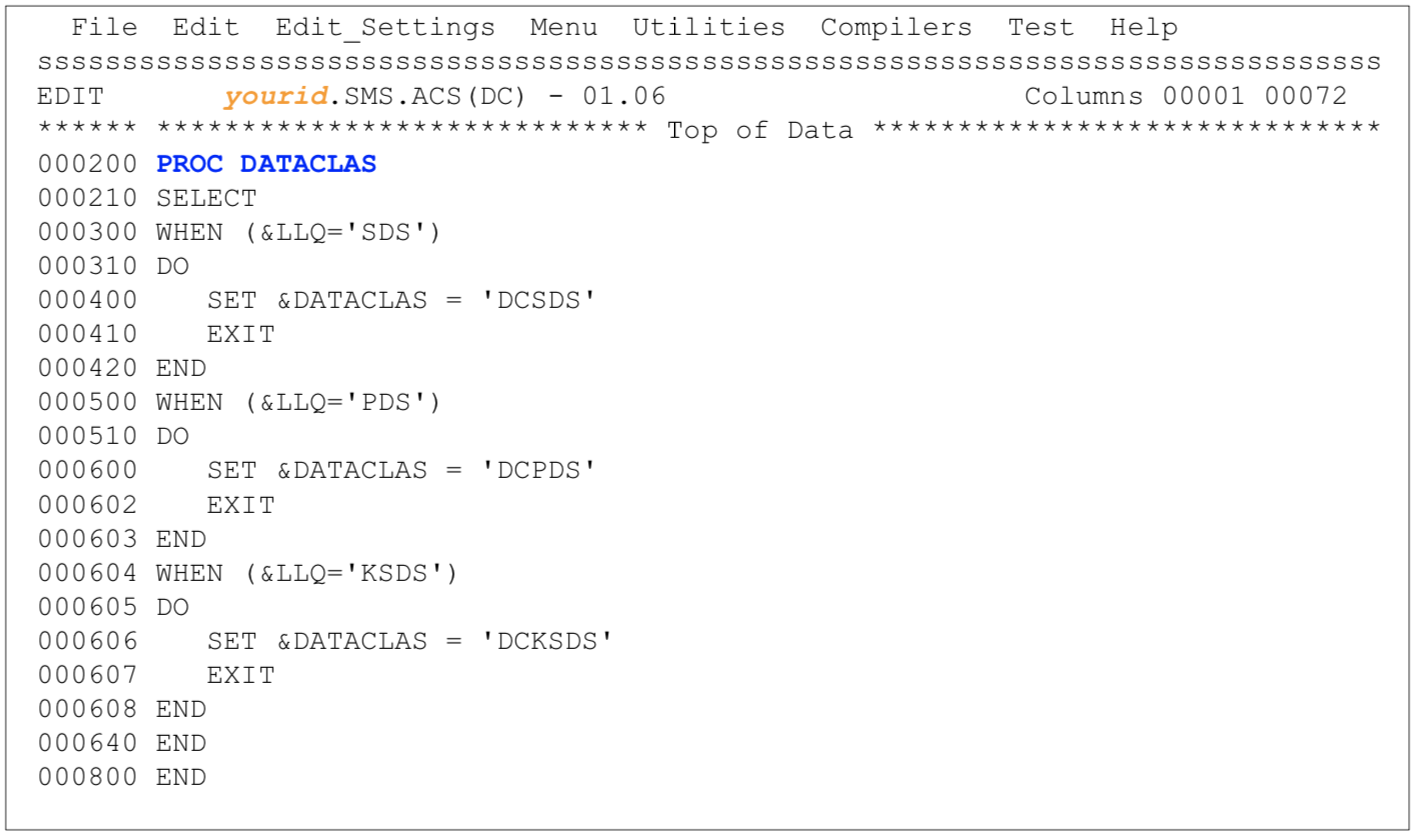 File Edit Edit_Settings Menu Utilities Compilers Test Help
sssssssssssssssssssssssssssssssssssssssssssssssssssssssssssssssssssssssssssssss
EDIT yourid.SMS.ACS(DC) - 01.06 Columns 00001 00072
****** ***************************** Top of Data ******************************
000200 PROC DATACLAS
000210 SELECT
000300 WHEN (&LLQ='SDS')
000310 DO
000400 SET &DATACLAS = 'DCSDS'
000410 EXIT
000420 END
000500 WHEN (&LLQ='PDS')
000510 DO
000600 SET &DATACLAS = 'DCPDS'
000602 EXIT
000603 END
000604 WHEN (&LLQ='KSDS')
000605 DO
000606 SET &DATACLAS = 'DCKSDS'
000607 EXIT
000608 END
000640 END
000800 END